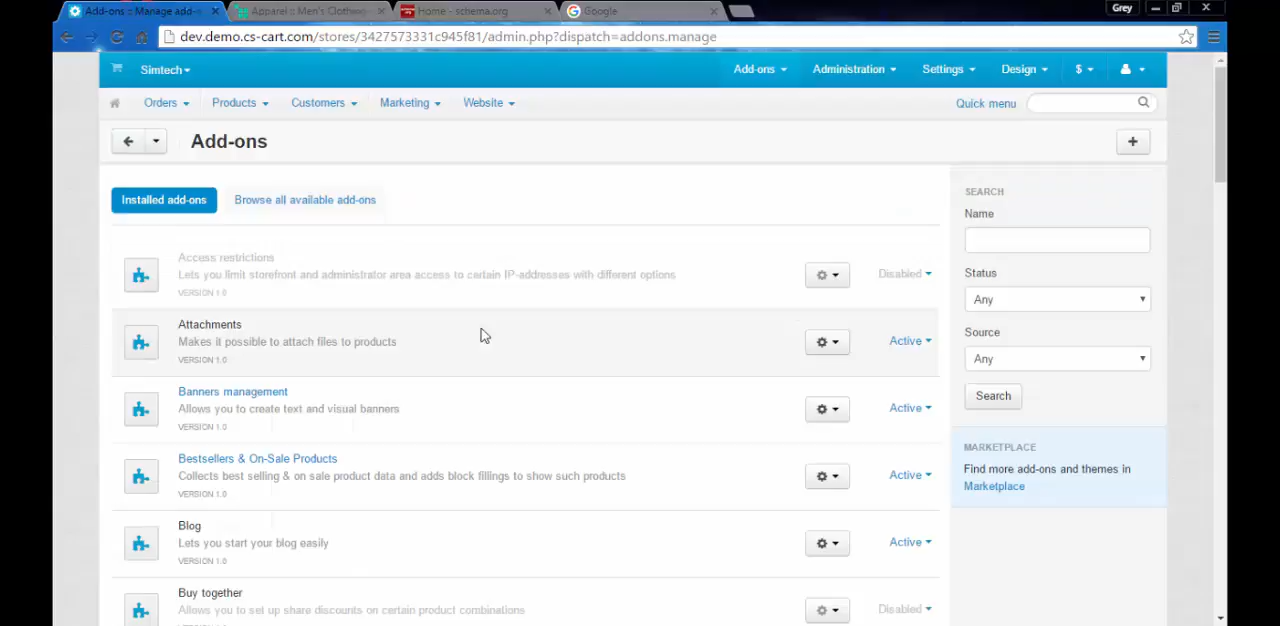 Add-ons :: Manage add-
Apparel :: Men's Clothing
Home - schema.org
Google
Grey
dev.demo.cs-cart.com/stores/3427573331c945f81/admin.php?dispatch=addons.manage
Simtech
Add-ons
Administration
Settings
Design
$
Orders
Products
Customers
Marketing
Website
Quick menu
Add-ons
Installed add-ons
Browse all available add-ons
Access restrictions
Lets you limit storefront and administrator area access to certain IP-addresses with different options
VERSION 1.0
Disabled
Attachments
Makes it possible to attach files to products
VERSION 1.0
Active
Banners management
Allows you to create text and visual banners
VERSION 1.0
Active
Bestsellers & On-Sale Products
Collects best selling & on sale product data and adds block fillings to show such products
VERSION 1.0
Active
Blog
Lets you start your blog easily
VERSION 1.0
Active
Buy together
Allows you to set up share discounts on certain product combinations
Disabled
SEARCH
Name
Status
Any
Source
Any
Search
MARKETPLACE
Find more add-ons and themes in
Marketplace